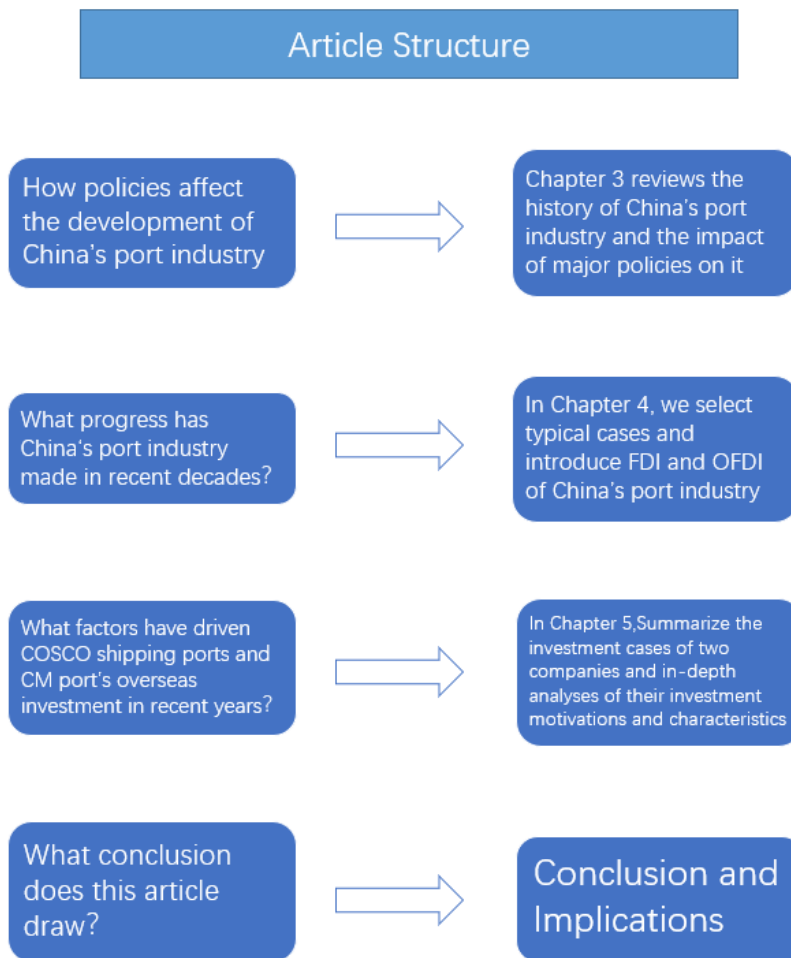 Article Structure
How policies affect
the development of
China’s port industry
Chapter 3 reviews the
history of China’s port
industry and the impact
of major policies on it
What progress has
China‘s port industry
made in recent decades?
In Chapter 4, we select
typical cases and
introduce FDI and OFDI
of China’s port industry
What factors have driven
COSCO shipping ports and
CM port’s overseas
investment in recent years?
In Chapter 5,Summarize the
investment cases of two
companies and in-depth
analyses of their investment
motivations and characteristics
What conclusion
does this article
draw?
Conclusion and
Implications